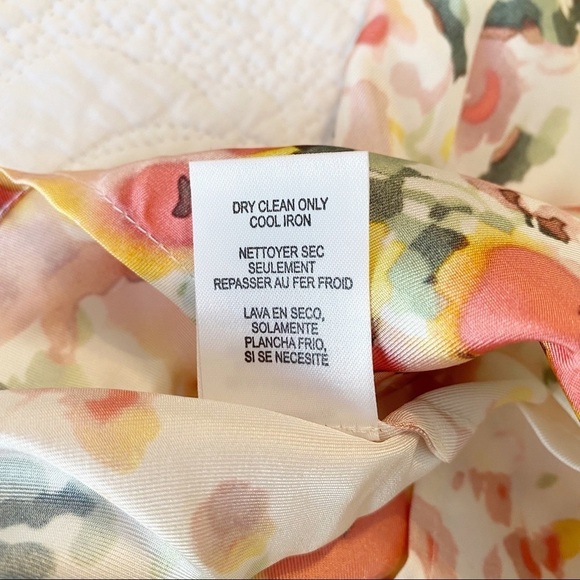 DRY CLEAN ONLY
COOL IRON
NETTOYER SEC
SEULEMENT
REPASSER AU FER FROID
LAVA EN SECO,
SOLAMENTE
PLANCHA FRIO,
SI SE NECESITÉ